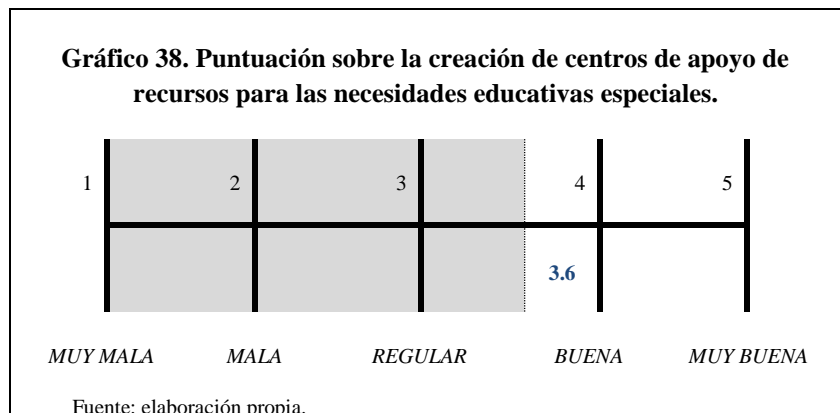 Gráfico 38. Puntuación sobre la creación de centros de apoyo de
recursos para las necesidades educativas especiales.
1 2 3 4 5
3.6
MUY MALA MALA REGULAR BUENA MUY BUENA
Fuente: elaboración propia.